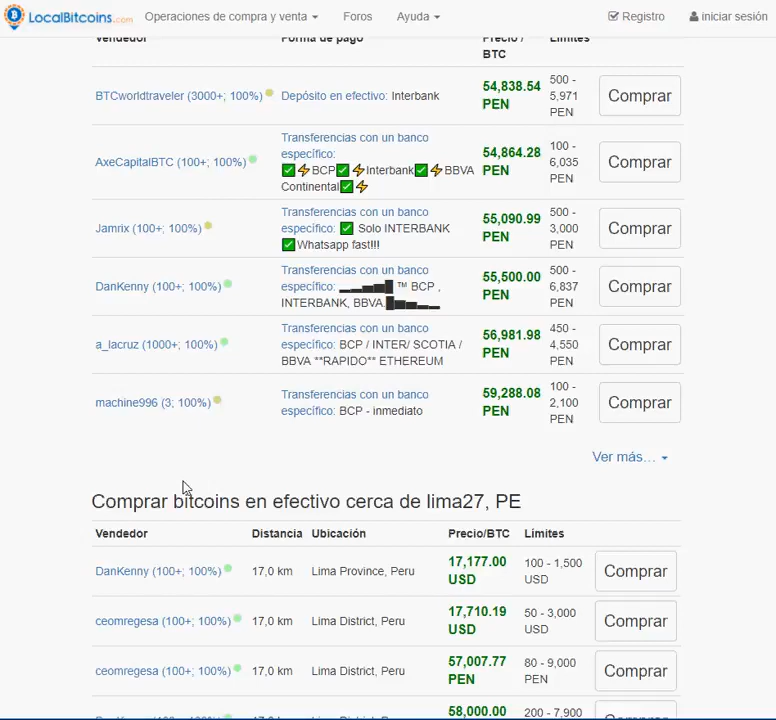 LocalBitcoins.com Operaciones de compra y venta Foros Ayuda Registro iniciar sesión
Vendedor Forma de pago Precio / Límites
BTC
BTCworldtraveler (3000+; 100%) Depósito en efectivo: Interbank 54,838.54 PEN 500 - 5,971 PEN Comprar
AxeCapitalBTC (100+; 100%) Transferencias con un banco específico: ✅⚡BCP✅⚡Interbank✅⚡BBVA Continental✅⚡ 54,864.28 PEN 100 - 6,035 PEN Comprar
Jamrix (100+; 100%) Transferencias con un banco específico: ✅ Solo INTERBANK ✅Whatsapp fast!!! 55,090.99 PEN 500 - 3,000 PEN Comprar
DanKenny (100+; 100%) Transferencias con un banco específico: ▂▃▅▆█ ™ BCP , INTERBANK, BBVA.█▆▅▃▂ 55,500.00 PEN 500 - 6,837 PEN Comprar
a_lacruz (1000+; 100%) Transferencias con un banco específico: BCP / INTER/ SCOTIA / BBVA **RAPIDO** ETHEREUM 56,981.98 PEN 450 - 4,550 PEN Comprar
machine996 (3; 100%) Transferencias con un banco específico: BCP - inmediato 59,288.08 PEN 100 - 2,100 PEN Comprar
Ver más...
Comprar bitcoins en efectivo cerca de lima27, PE
Vendedor Distancia Ubicación Precio/BTC Límites
DanKenny (100+; 100%) 17,0 km Lima Province, Peru 17,177.00 USD 100 - 1,500 USD Comprar
ceomregesa (100+; 100%) 17,0 km Lima District, Peru 17,710.19 USD 50 - 3,000 USD Comprar
ceomregesa (100+; 100%) 17,0 km Lima District, Peru 57,007.77 PEN 80 - 9,000 PEN Comprar
58,000.00 200 - 7,900